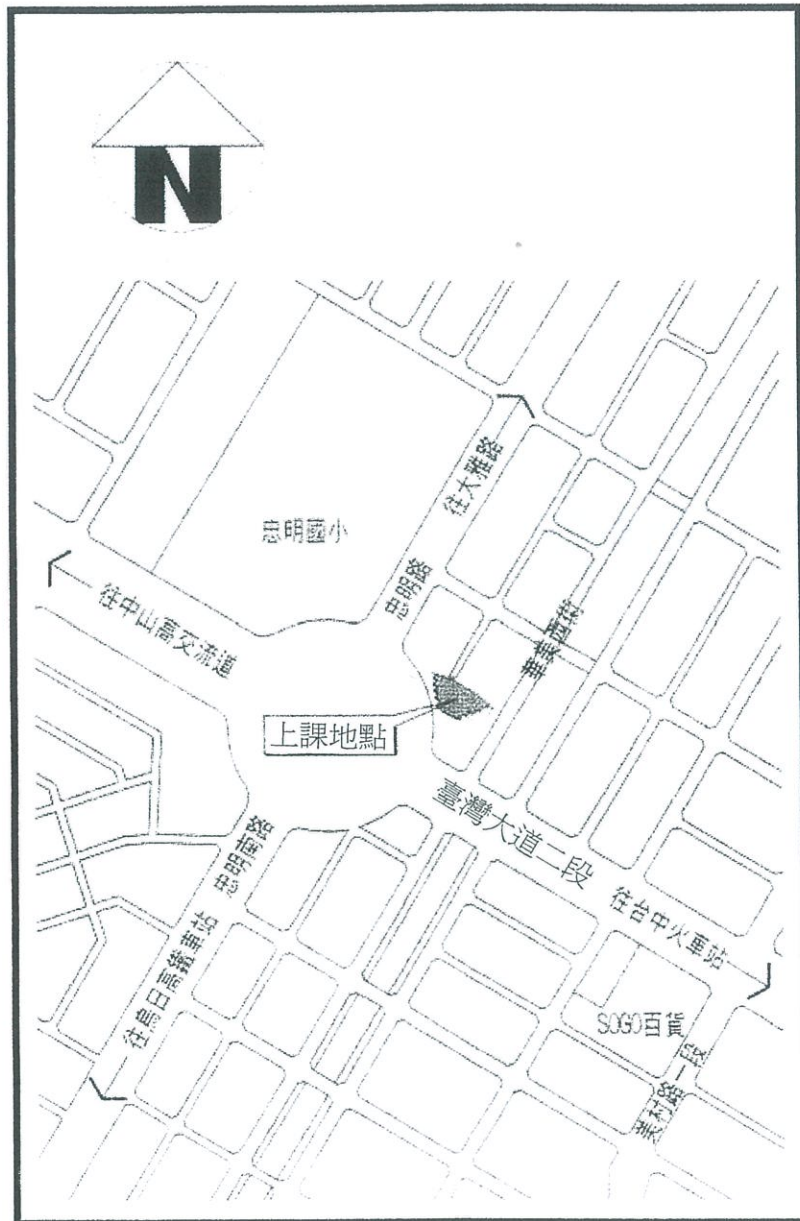 N
往大雅路
忠明國小
忠明路
往中山高交流道
華美西街
上課地點
臺灣大道二段
忠明南路
往台中火車站
往烏日高鐵車站
SOGO百貨
美村路一段